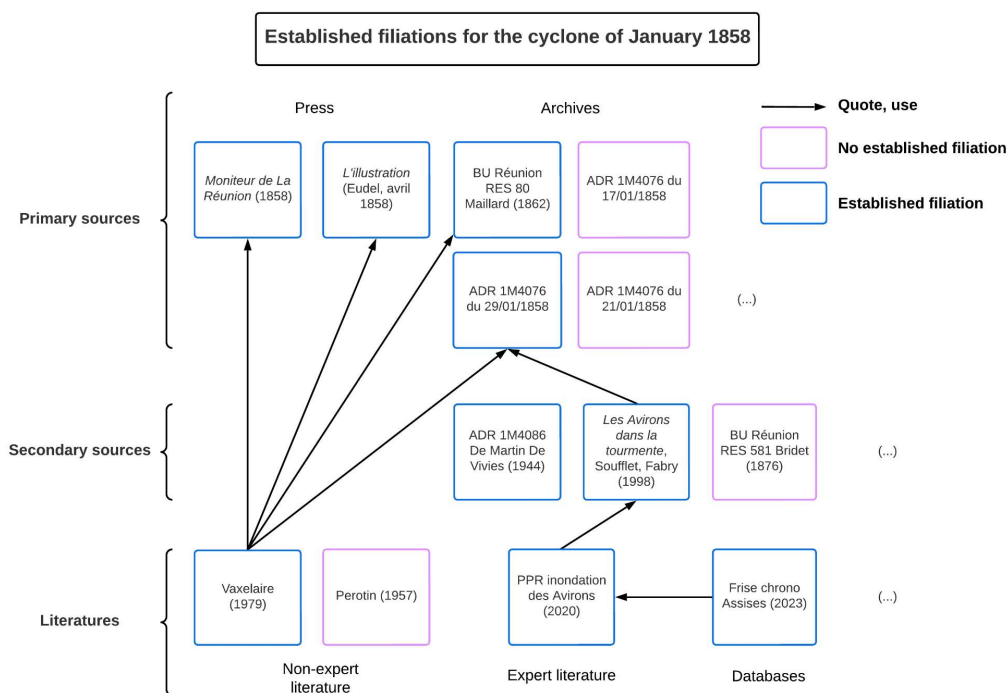 Established filiations for the cyclone of January 1858
Press
Archives
Quote, use
No established filiation
Established filiation
Primary sources
Moniteur de La
Réunion (1858)
L'illustration
(Eudel, avril
1858)
BU Réunion
RES 80
Maillard (1862)
ADR 1M4076 du
17/01/1858
ADR 1M4076
du 29/01/1858
ADR 1M4076 du
21/01/1858
(...)
Secondary sources
ADR 1M4086
De Martin De
Vivies (1944)
Les Avirons
dans la
tourmente,
Soufflet, Fabry
(1998)
BU Réunion
RES 581 Bridet
(1876)
(...)
Literatures
Vaxelaire
(1979)
Perotin (1957)
PPR inondation
des Avirons
(2020)
Frise chrono
Assises (2023)
(...)
Non-expert
literature
Expert literature
Databases